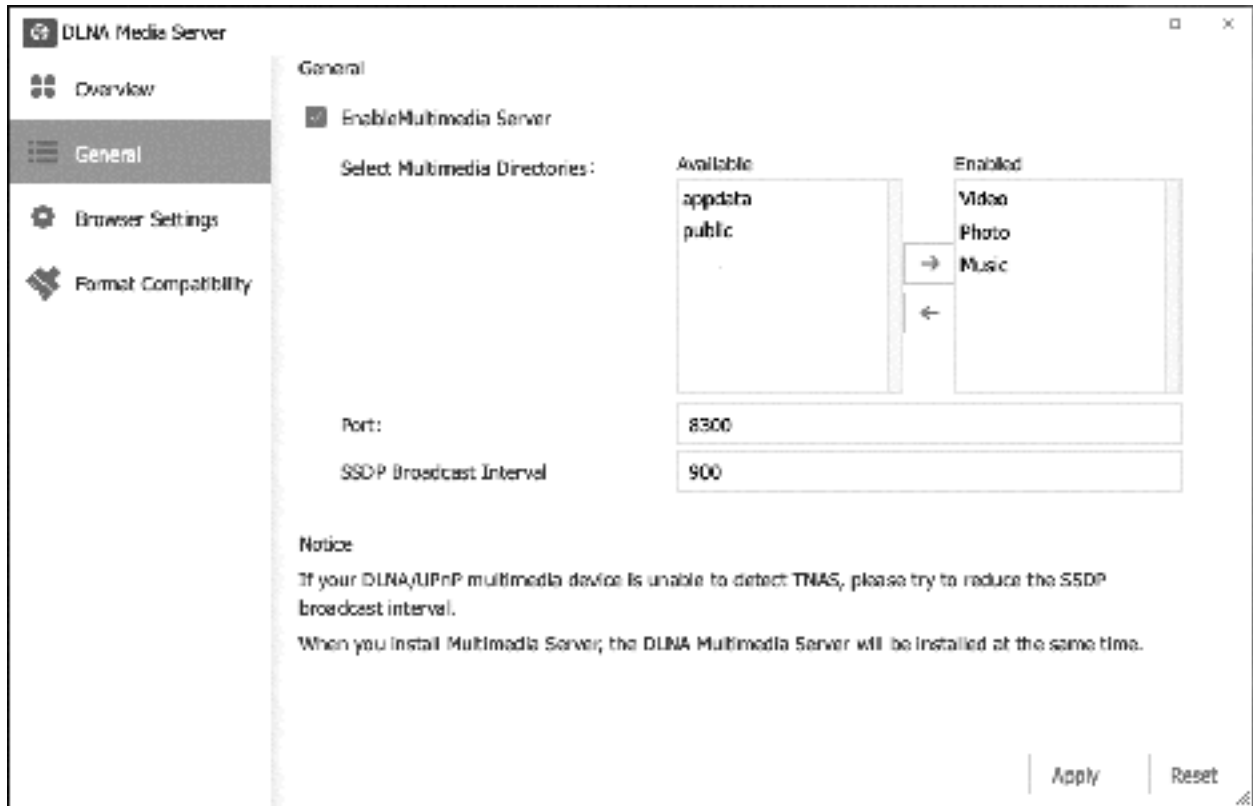 DLNA Media Server
Overview
General
Browser Settings
Format Compatibility
General
EnableMultimedia Server
Select Multimedia Directories:
Available
Enabled
appdata
public
Video
Photo
Music
Port:
8300
SSDP Broadcast Interval
900
Notice
If your DLNA/UPnP multimedia device is unable to detect TNAS, please try to reduce the SSDP
broadcast interval.
When you install Multimedia Server, the DLNA Multimedia Server will be installed at the same time.
Apply
Reset